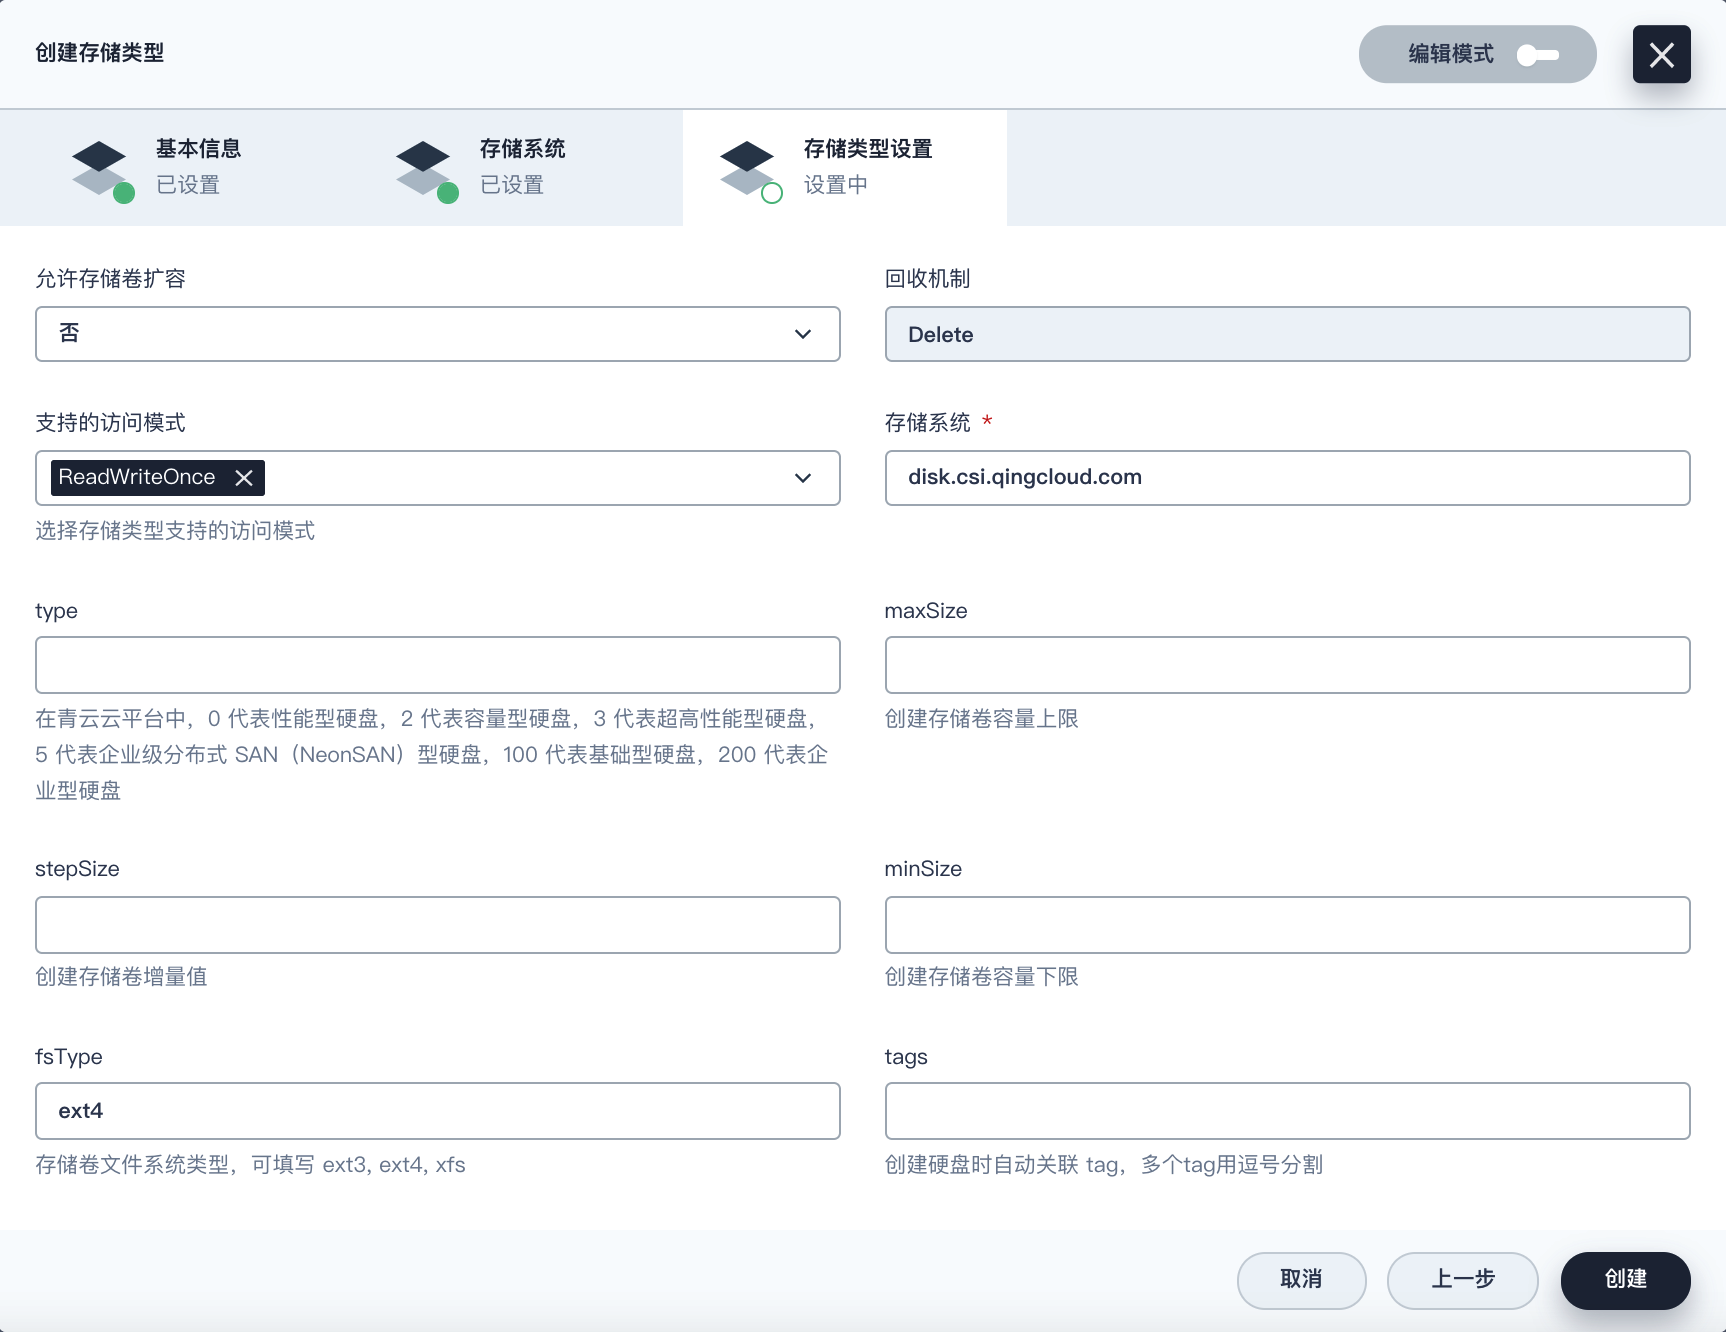 创建存储类型
编辑模式
基本信息
已设置
存储系统
已设置
存储类型设置
设置中
允许存储卷扩容
否
回收机制
Delete
支持的访问模式
ReadWriteOnce
选择存储类型支持的访问模式
存储系统 *
disk.csi.qingcloud.com
type
在青云云平台中，0 代表性能型硬盘，2 代表容量型硬盘，3 代表超高性能型硬盘，
5 代表企业级分布式 SAN（NeonSAN）型硬盘，100 代表基础型硬盘，200 代表企
业型硬盘
maxSize
创建存储卷容量上限
stepSize
创建存储卷增量值
minSize
创建存储卷容量下限
fsType
ext4
存储卷文件系统类型，可填写 ext3, ext4, xfs
tags
创建硬盘时自动关联 tag，多个tag用逗号分割
取消
上一步
创建